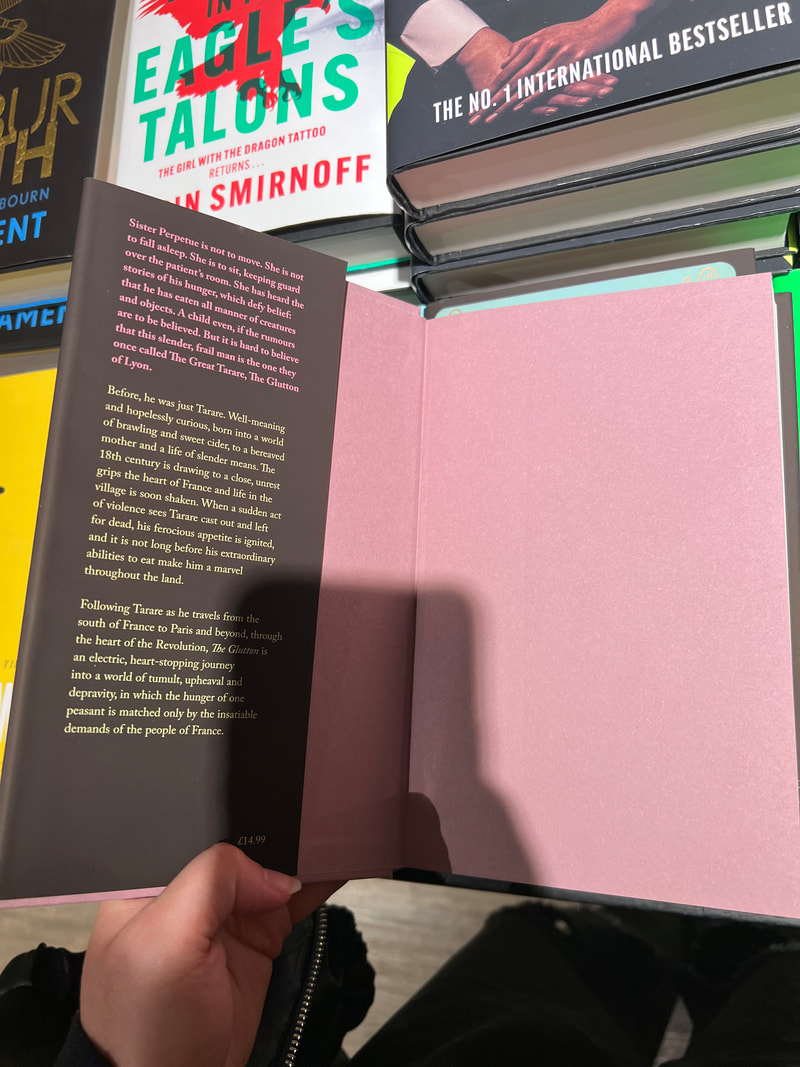 IN T
EAGLE'S
TALONS
THE GIRL WITH THE DRAGON TATTOO
RETURNS...
IN SMIRNOFF
THE NO. 1 INTERNATIONAL BESTSELLER
BUR
TH
BOURN
ENT
AMEN
Sister Perpetue is not to move. She is not
to fall asleep. She is to sit, keeping guard
over the patient's room. She has heard the
stories of his hunger, which defy belief:
that he has eaten all manner of creatures
and objects. A child even, if the rumours
are to be believed. But it is hard to believe
that this slender, frail man is the one they
once called The Great Tarare, The Glutton
of Lyon.
Before, he was just Tarare. Well-meaning
and hopelessly curious, born into a world
of brawling and sweet cider, to a bereaved
mother and a life of slender means. The
18th century is drawing to a close, unrest
grips the heart of France and life in the
village is soon shaken. When a sudden act
of violence sees Tarare cast out and left
for dead, his ferocious appetite is ignited,
and it is not long before his extraordinary
abilities to eat make him a marvel
throughout the land.
Following Tarare as he travels from the
south of France to Paris and beyond, through
the heart of the Revolution, The Glutton is
an electric, heart-stopping journey
into a world of tumult, upheaval and
depravity, in which the hunger of one
peasant is matched only by the insatiable
demands of the people of France.
£14.99